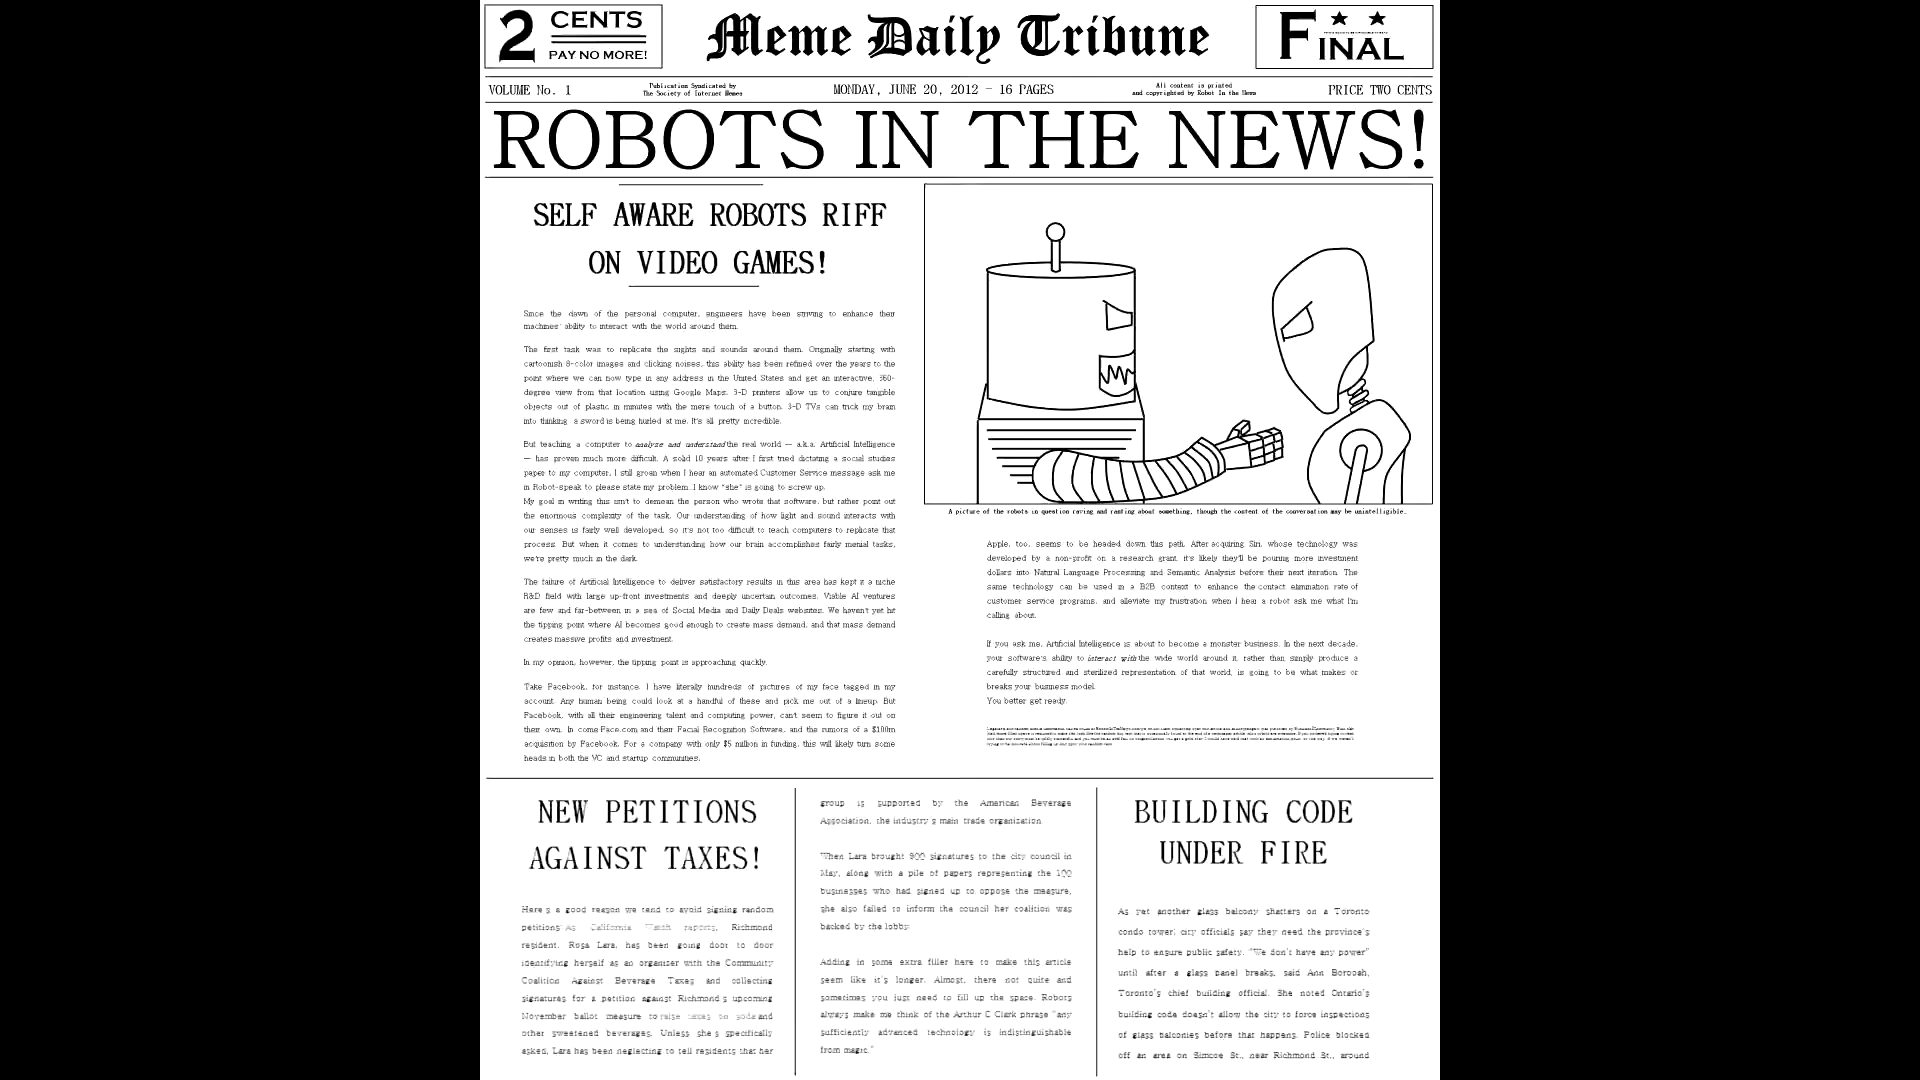 2 CENTS
PAY NO MORE!
Meme Daily Tribune
FINAL
VOLUME No. 1
Publication Syndicated by
The Society of Internet Memes
MONDAY, JUNE 20, 2012 - 16 PAGES
All content is printed
and copyrighted by Robot In the News
PRICE TWO CENTS
ROBOTS IN THE NEWS!
SELF AWARE ROBOTS RIFF
ON VIDEO GAMES!
Since the dawn of the personal computer, engineers have been striving to enhance their
machines' ability to interact with the world around them.
The first task was to replicate the sights and sounds around them. Originally starting with
cartoonish 8-color images and clicking noises, this ability has been refined over the years to the
point where we can now type in any address in the United States and get an interactive, 360-
degree view from that location using Google Maps. 3-D printers allow us to conjure tangible
objects out of plastic in minutes with the mere touch of a button. 3-D TVs can trick my brain
into thinking a sword is being hurled at me. It's all pretty incredible.
But teaching a computer to analyze and understand the real world — a.k.a. Artificial Intelligence
— has proven much more difficult. A solid 10 years after I first tried dictating a social studies
paper to my computer, I still groan when I hear an automated Customer Service message ask me
in Robot-speak to please state my problem. I know "she" is going to screw up.
My goal in writing this isn't to demean the person who wrote that software, but rather point out
the enormous complexity of the task. Our understanding of how light and sound interacts with
our senses is fairly well developed, so it's not too difficult to teach computers to replicate that
process. But when it comes to understanding how our brain accomplishes fairly menial tasks,
we're pretty much in the dark.
The failure of Artificial Intelligence to deliver satisfactory results in this area has kept it a niche
R&D field with large up-front investments and deeply uncertain outcomes. Viable AI ventures
are few and far-between in a sea of Social Media and Daily Deals websites. We haven't yet hit
the tipping point where AI becomes good enough to create mass demand, and that mass demand
creates massive profits and investment.
In my opinion, however, the tipping point is approaching quickly.
Take Facebook, for instance. I have literally hundreds of pictures of my face tagged in my
account. Any human being could look at a handful of these and pick me out of a lineup. But
Facebook, with all their engineering talent and computing power, can't seem to figure it out on
their own. In come Face.com and their Facial Recognition Software, and the rumors of a $100m
acquisition by Facebook. For a company with only $5 million in funding, this will likely turn some
heads in both the VC and startup communities.
A picture of the robots in question raving and ranting about something, though the content of the conversation may be unintelligible.
Apple, too, seems to be headed down this path. After acquiring Siri, whose technology was
developed by a non-profit on a research grant, it's likely they'll be pouring more investment
dollars into Natural Language Processing and Semantic Analysis before their next iteration. The
same technology can be used in a B2B context to enhance the contact elimination rate of
customer service programs, and alleviate my frustration when I hear a robot ask me what I'm
calling about.
If you ask me, Artificial Intelligence is about to become a monster business. In the next decade,
your software's ability to interact with the wide world around it, rather than simply produce a
carefully structured and sterilized representation of that world, is going to be what makes or
breaks your business model.
You better get ready.
NEW PETITIONS
AGAINST TAXES!
Here s a good reason we tend to avoid signing random
petitions As California Watch reports, Richmond
resident, Rosa Lara, has been going door to door
identifying herself as an organizer with the Community
Coalition Against Beverage Taxes and collecting
signatures for a petition against Richmond s upcoming
November ballot measure to raise taxes on soda and
other sweetened beverages. Unless she s specifically
asked, Lara has been neglecting to tell residents that her
group is supported by the American Beverage
Association, the industry s main trade organization.
When Lara brought 900 signatures to the city council in
May, along with a pile of papers representing the 100
businesses who had signed up to oppose the measure,
she also failed to inform the council her coalition was
backed by the lobby
Adding in some extra filler here to make this article
seem like it's longer. Almost, there not quite and
sometimes you just need to fill up the space. Robots
always make me think of the Arthur C Clark phrase "any
sufficiently advanced technology is indistinguishable
from magic."
BUILDING CODE
UNDER FIRE
As yet another glass balcony shatters on a Toronto
condo tower, city officials say they need the province's
help to ensure public safety. "We don't have any power"
until after a glass panel breaks, said Ann Borooah,
Toronto's chief building official. She noted Ontario's
building code doesn't allow the city to force inspections
of glass balconies before that happens. Police blocked
off an area on Simcoe St., near Richmond St., around